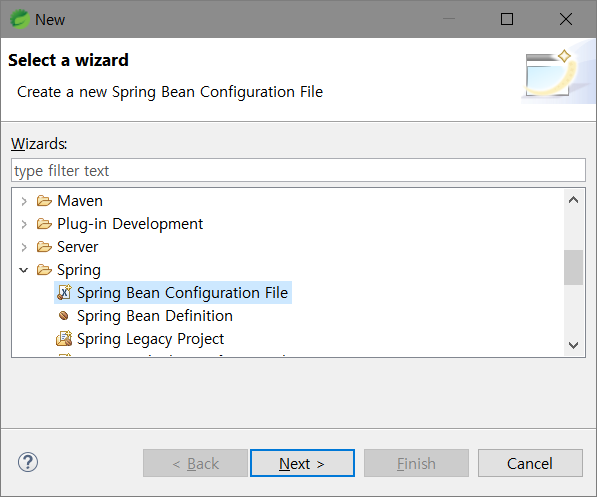 New
Select a wizard
Create a new Spring Bean Configuration File
Wizards:
type filter text
Maven
Plug-in Development
Server
Spring
Spring Bean Configuration File
Spring Bean Definition
Spring Legacy Project
? < Back Next > Finish Cancel